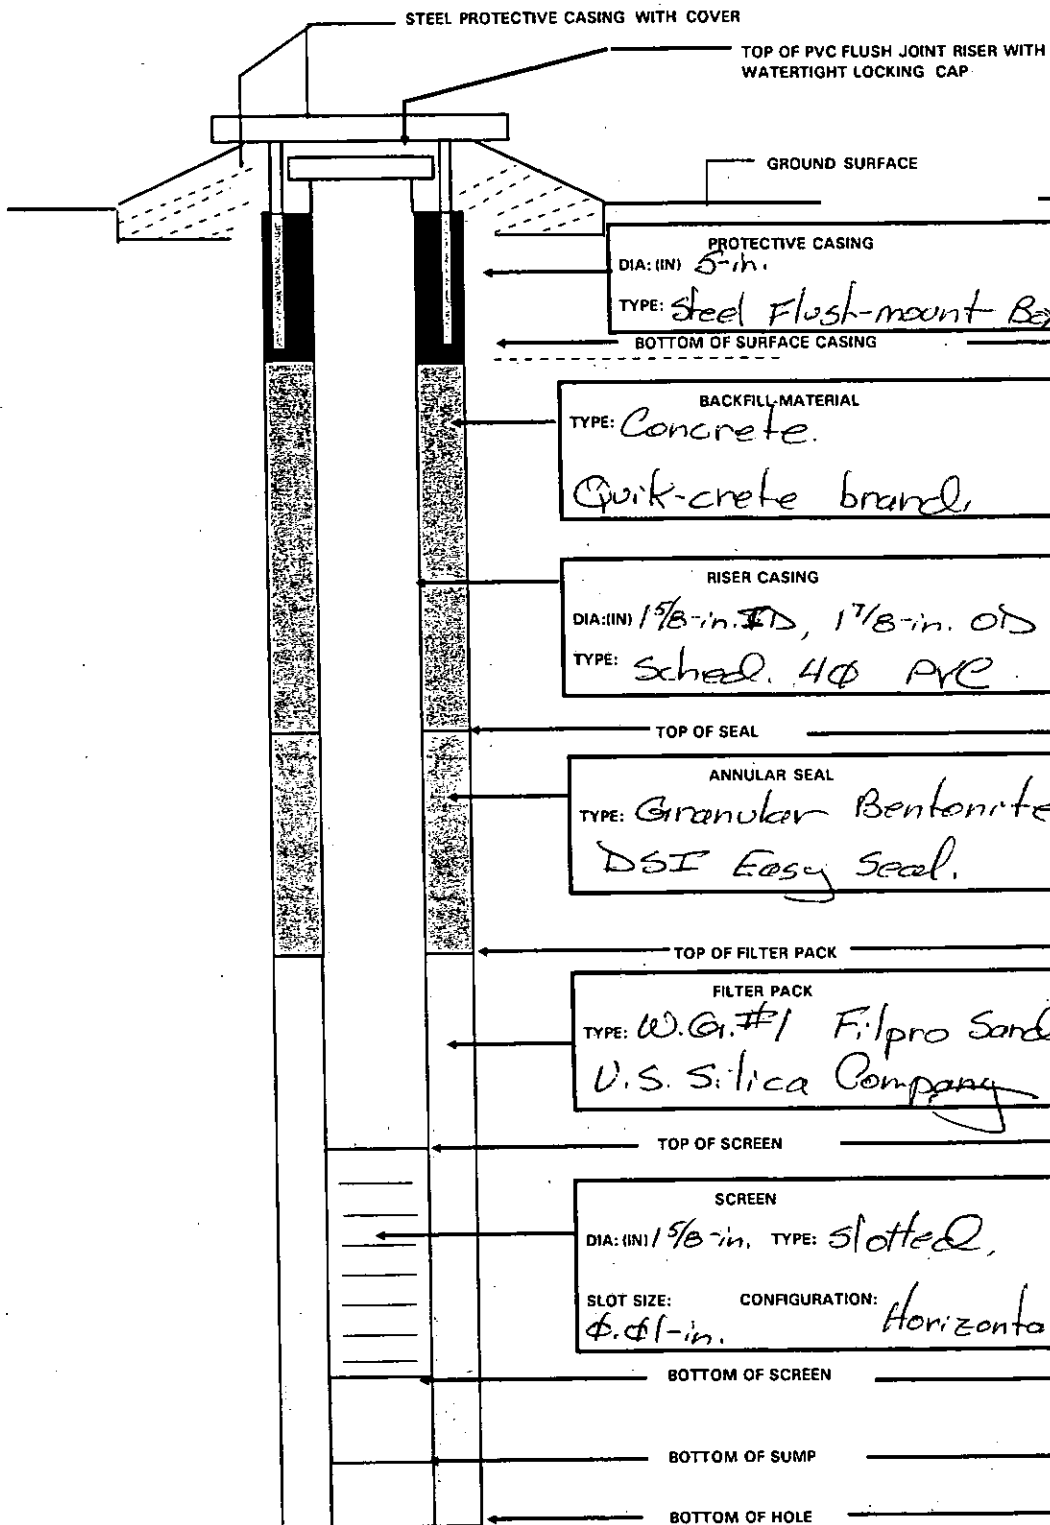 STEEL PROTECTIVE CASING WITH COVER
TOP OF PVC FLUSH JOINT RISER WITH
WATERTIGHT LOCKING CAP
GROUND SURFACE
PROTECTIVE CASING
DIA: (IN) 5-in.
TYPE: Steel Flush-mount Box
BOTTOM OF SURFACE CASING
BACKFILL MATERIAL
TYPE: Concrete.
Quik-crete brand.
RISER CASING
DIA:(IN) 1 5/8-in. ID, 1 7/8-in. OD
TYPE: Sched. 40 PVC
TOP OF SEAL
ANNULAR SEAL
TYPE: Granular Bentonite
DSI Easy Seal.
TOP OF FILTER PACK
FILTER PACK
TYPE: W.G. #1 Filpro Sand
U.S. Silica Company
TOP OF SCREEN
SCREEN
DIA: (IN) 1 5/8-in. TYPE: Slotted,
SLOT SIZE: CONFIGURATION:
0.01-in. Horizonta
BOTTOM OF SCREEN
BOTTOM OF SUMP
BOTTOM OF HOLE